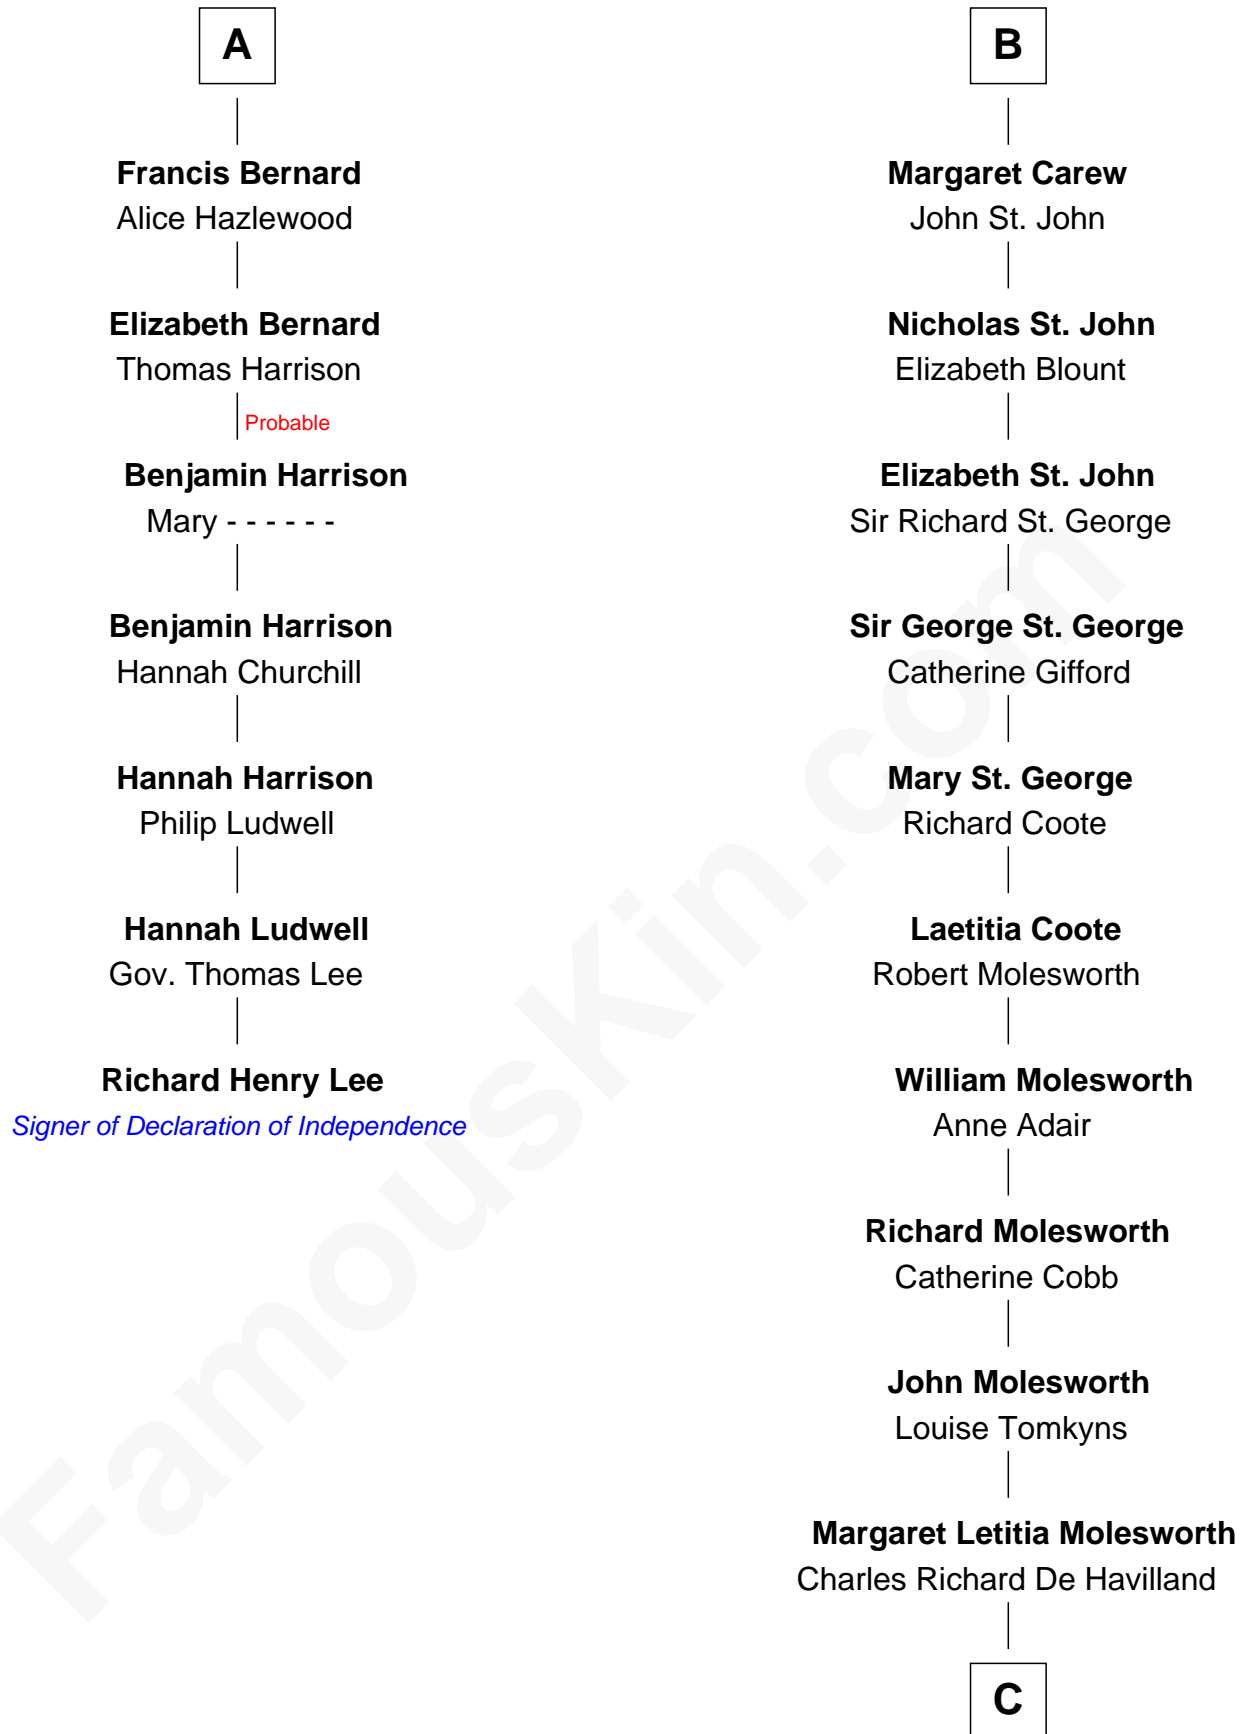 A
Francis Bernard
Alice Hazlewood
Elizabeth Bernard
Thomas Harrison
Probable
Benjamin Harrison
Mary - - - - - -
Benjamin Harrison
Hannah Churchill
Hannah Harrison
Philip Ludwell
Hannah Ludwell
Gov. Thomas Lee
Richard Henry Lee
Signer of Declaration of Independence
B
Margaret Carew
John St. John
Nicholas St. John
Elizabeth Blount
Elizabeth St. John
Sir Richard St. George
Sir George St. George
Catherine Gifford
Mary St. George
Richard Coote
Laetitia Coote
Robert Molesworth
William Molesworth
Anne Adair
Richard Molesworth
Catherine Cobb
John Molesworth
Louise Tomkyns
Margaret Letitia Molesworth
Charles Richard De Havilland
C
FamousKin.com